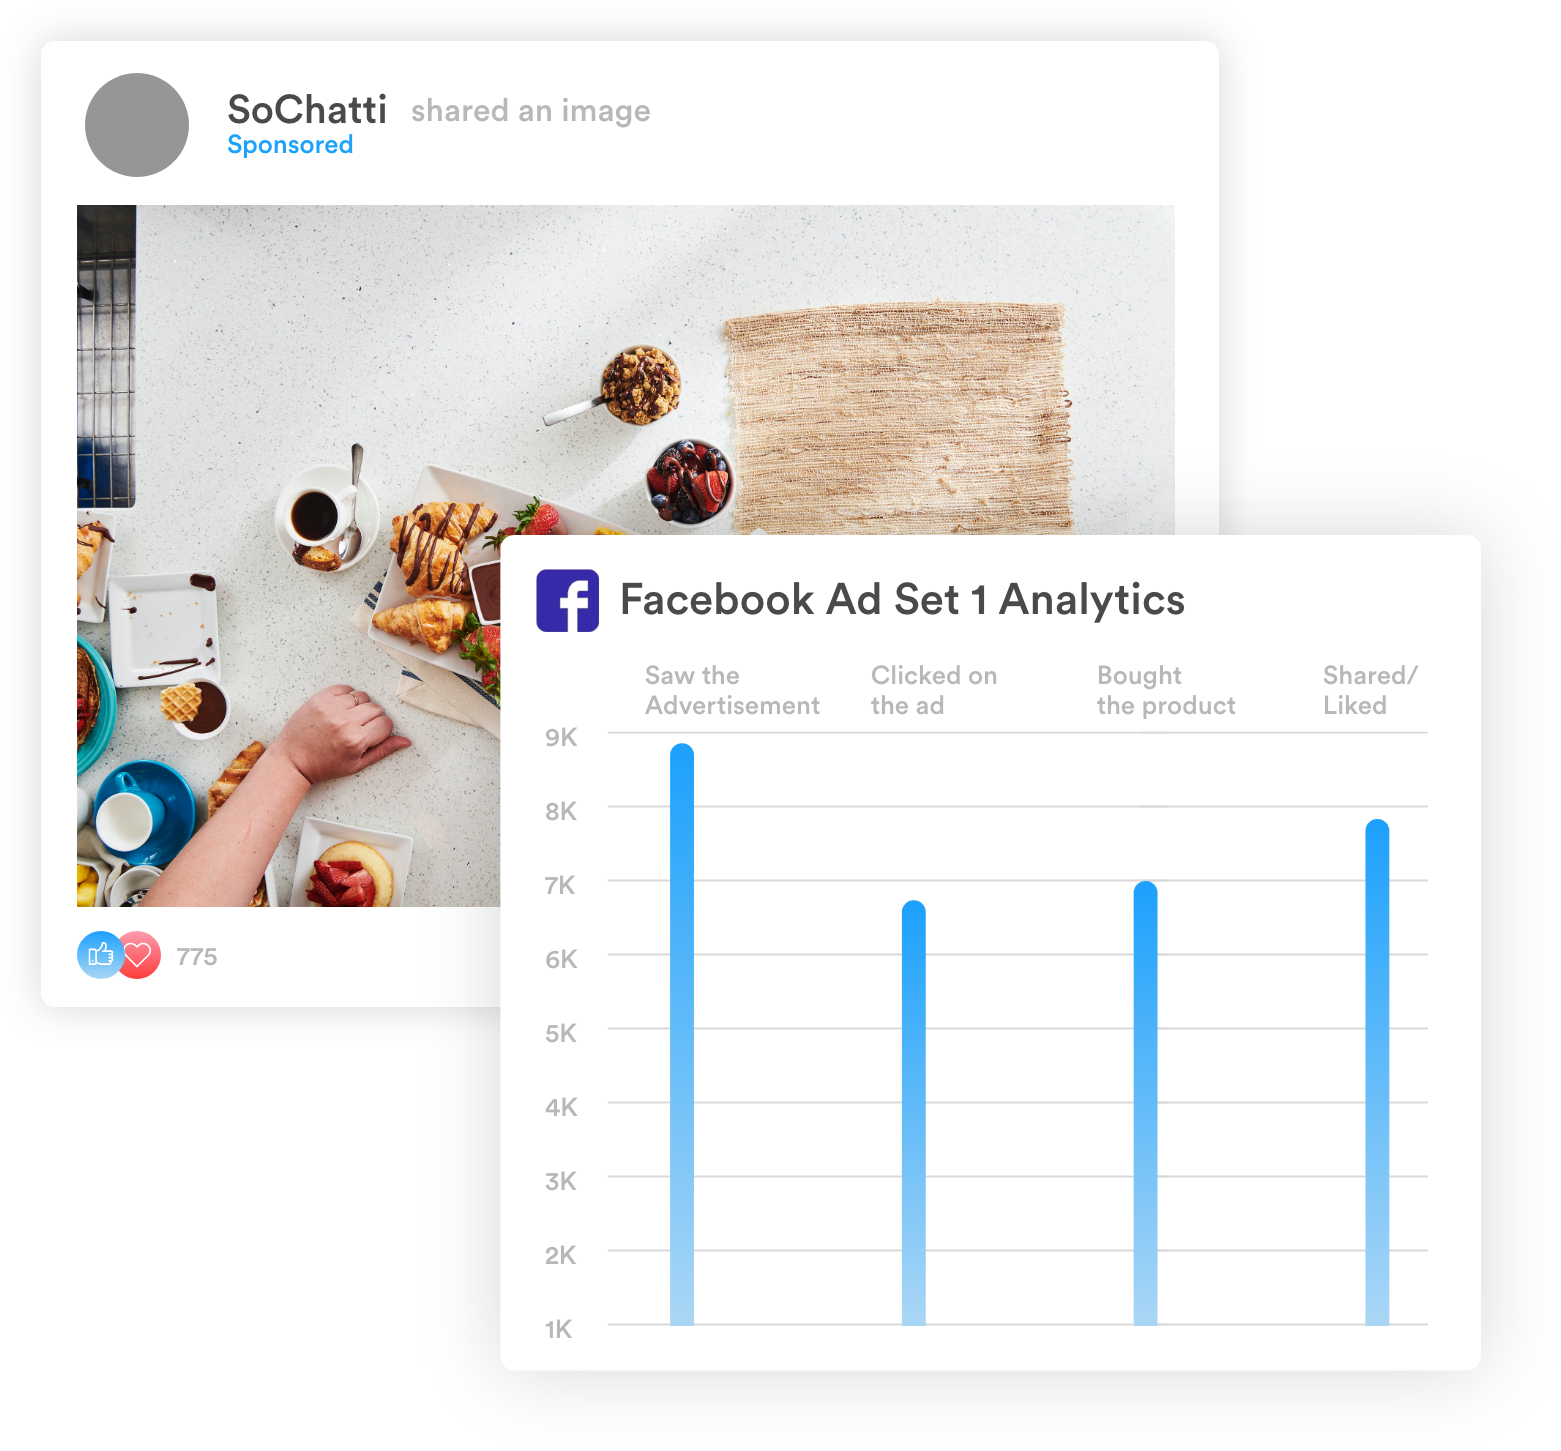 SoChatti shared an image
Sponsored
775
Facebook Ad Set 1 Analytics
Saw the
Advertisement
Clicked on
the ad
Bought
the product
Shared/
Liked
9K
8K
7K
6K
5K
4K
3K
2K
1K